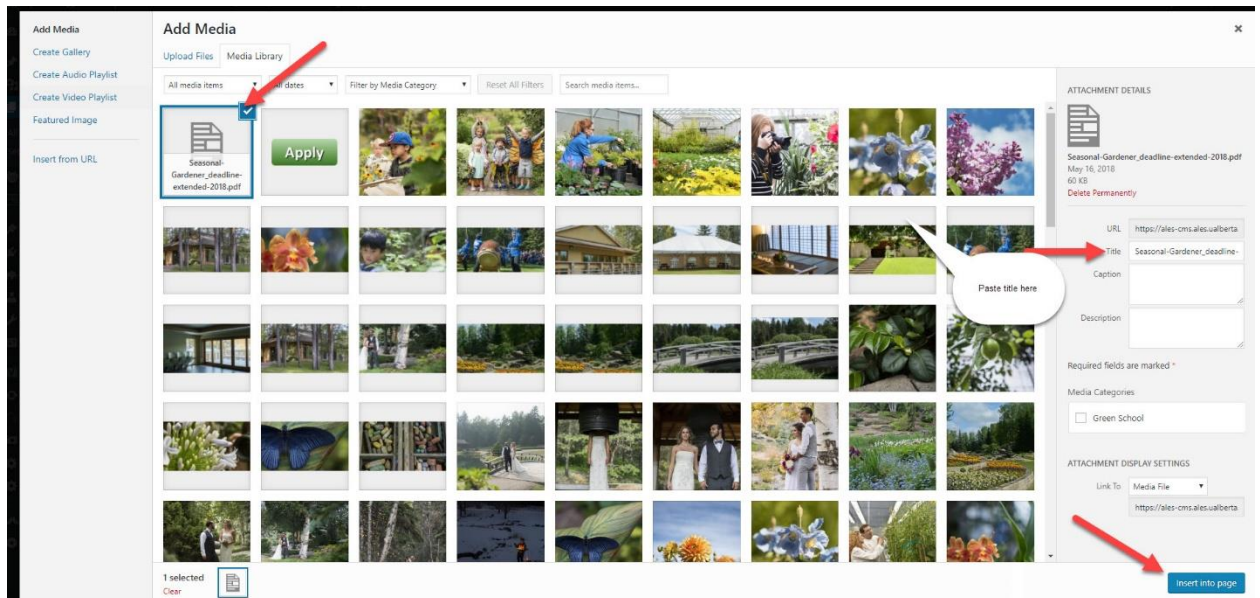 Add Media
Create Gallery
Create Audio Playlist
Create Video Playlist
Featured Image
Insert from URL
Add Media
Upload Files Media Library
All media items All dates Filter by Media Category Reset All Filters Search media items...
Seasonal-
Gardener_deadline-
extended-2018.pdf
Apply
Paste title here
ATTACHMENT DETAILS
Seasonal-Gardener_deadline-extended-2018.pdf
May 16, 2018
60 KB
Delete Permanently
URL https://ales-cms.ales.ualberta
Title Seasonal-Gardener_deadline-
Caption
Description
Required fields are marked *
Media Categories
Green School
ATTACHMENT DISPLAY SETTINGS
Link To Media File
https://ales-cms.ales.ualberta
1 selected
Clear
Insert into page